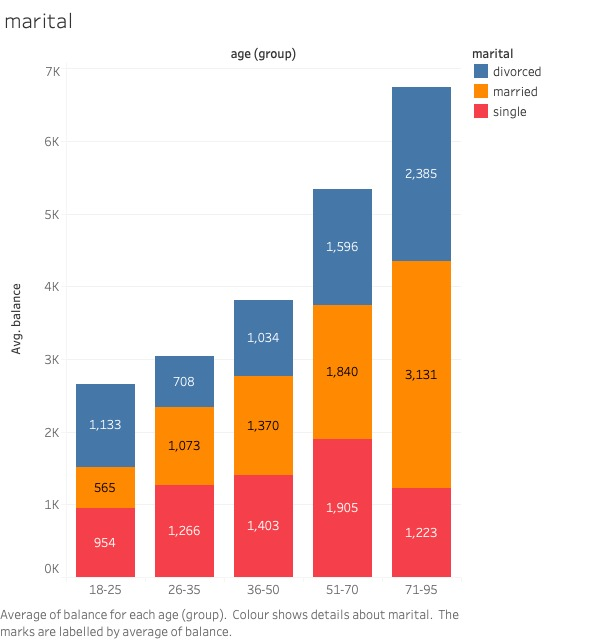 marital
age (group)
marital
divorced
married
single
7K
6K
5K
4K
3K
2K
1K
0K
Avg. balance
1,133
565
954
708
1,073
1,266
1,034
1,370
1,403
1,596
1,840
1,905
2,385
3,131
1,223
18-25
26-35
36-50
51-70
71-95
Average of balance for each age (group). Colour shows details about marital. The
marks are labelled by average of balance.